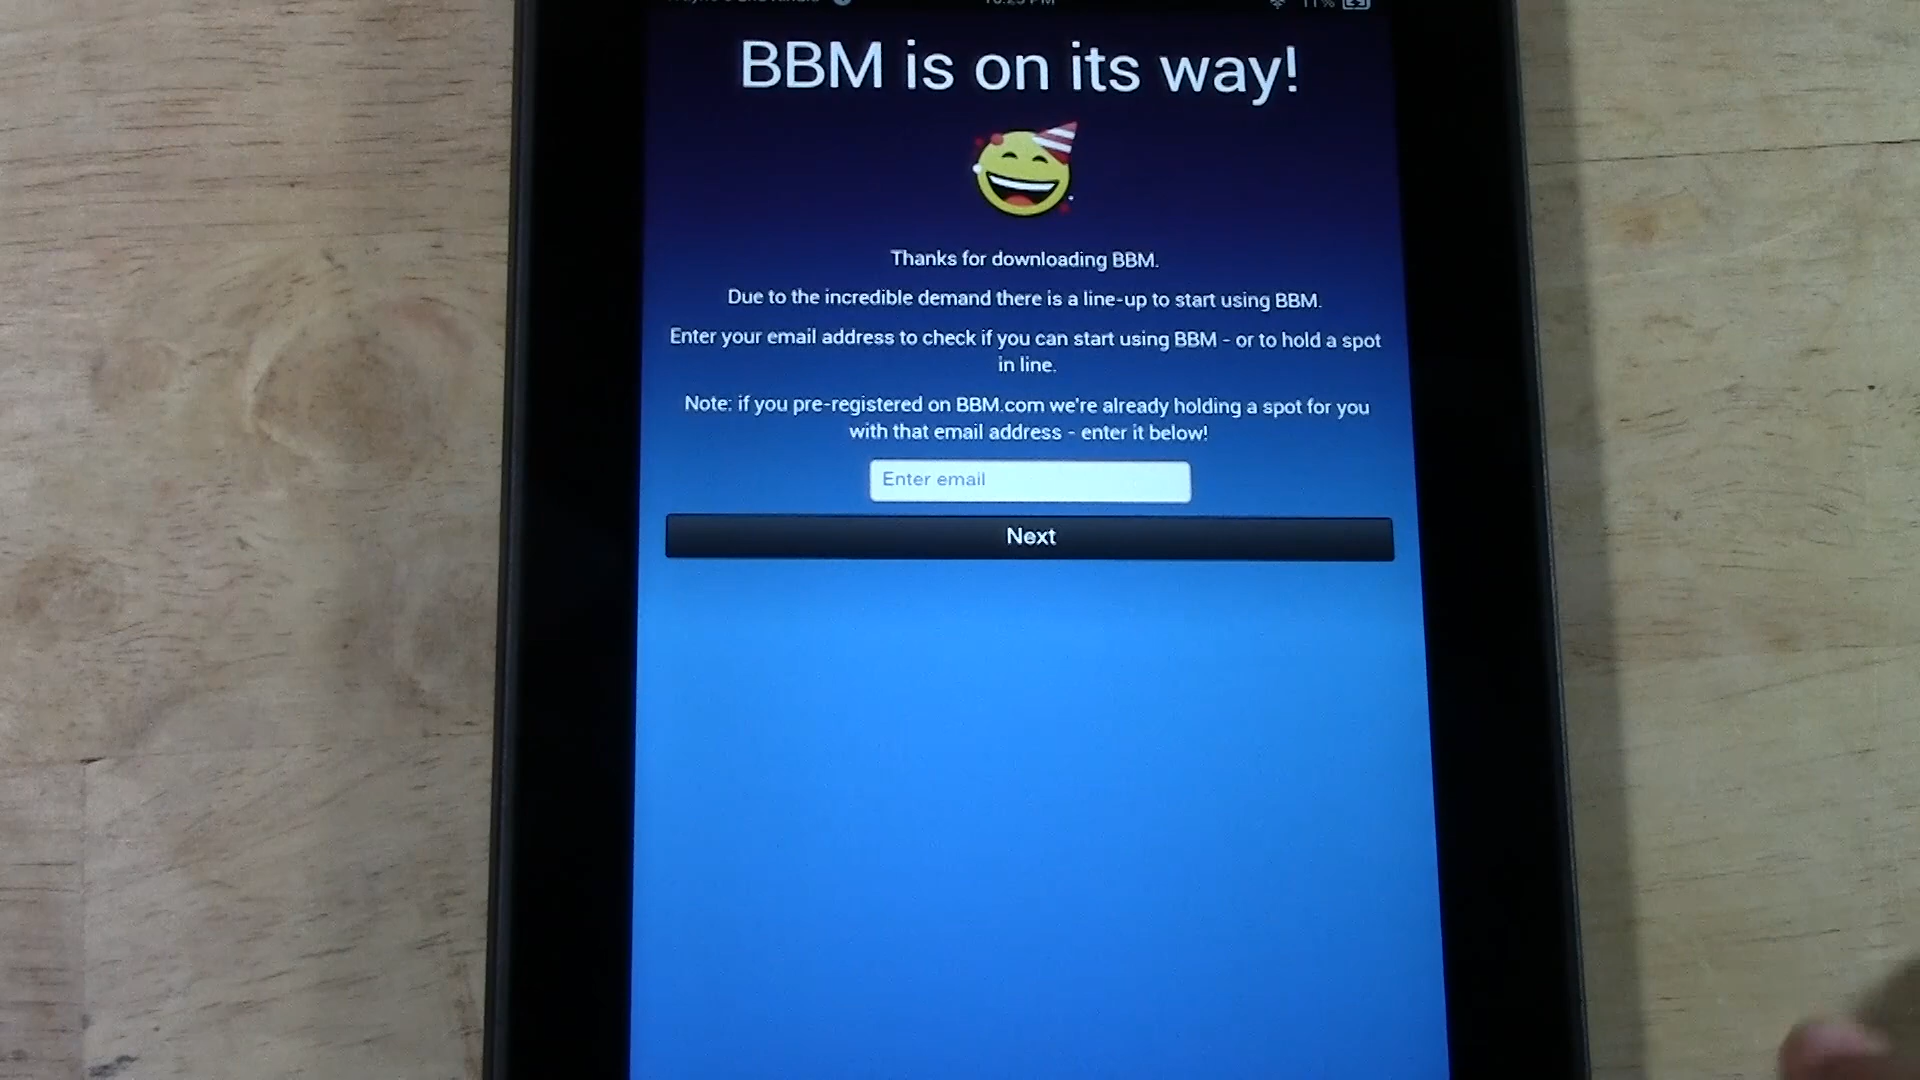 BBM is on its way!
Thanks for downloading BBM.
Due to the incredible demand there is a line-up to start using BBM.
Enter your email address to check if you can start using BBM - or to hold a spot
in line.
Note: if you pre-registered on BBM.com we're already holding a spot for you
with that email address - enter it below!
Enter email
Next